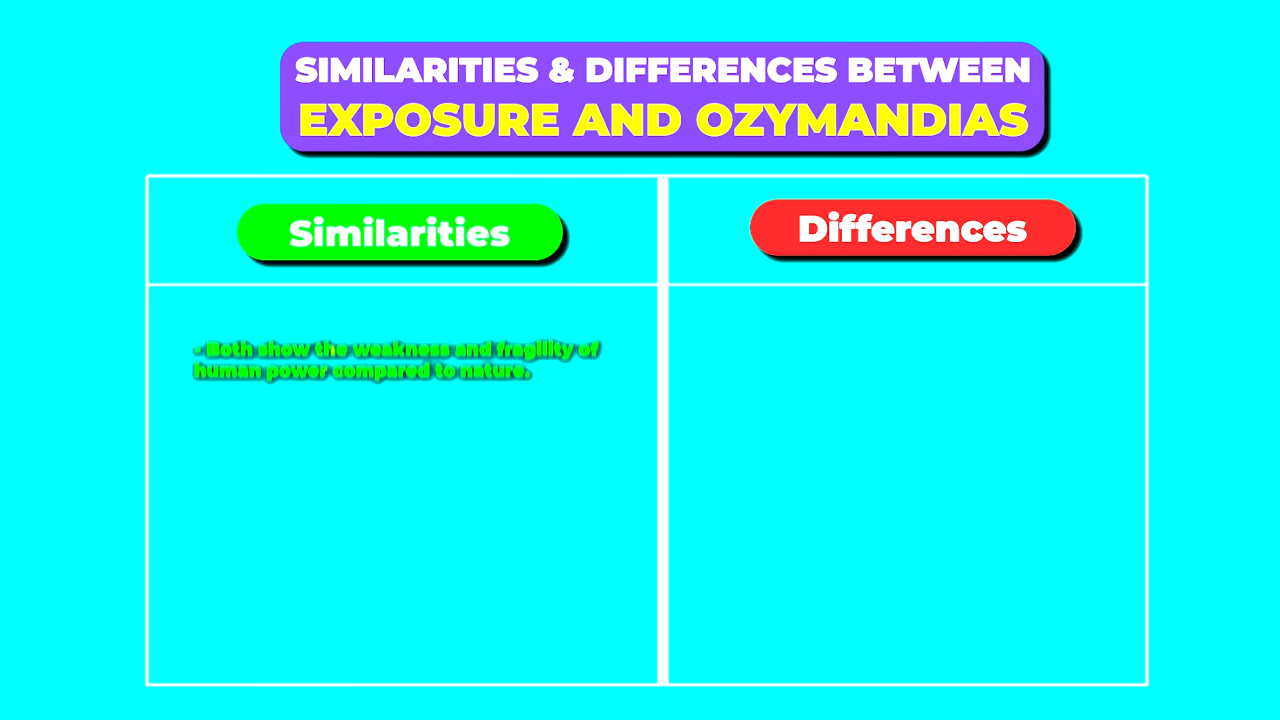 SIMILARITIES & DIFFERENCES BETWEEN
EXPOSURE AND OZYMANDIAS
Similarities
Differences
- Both show the weakness and fragility of
human power compared to nature.